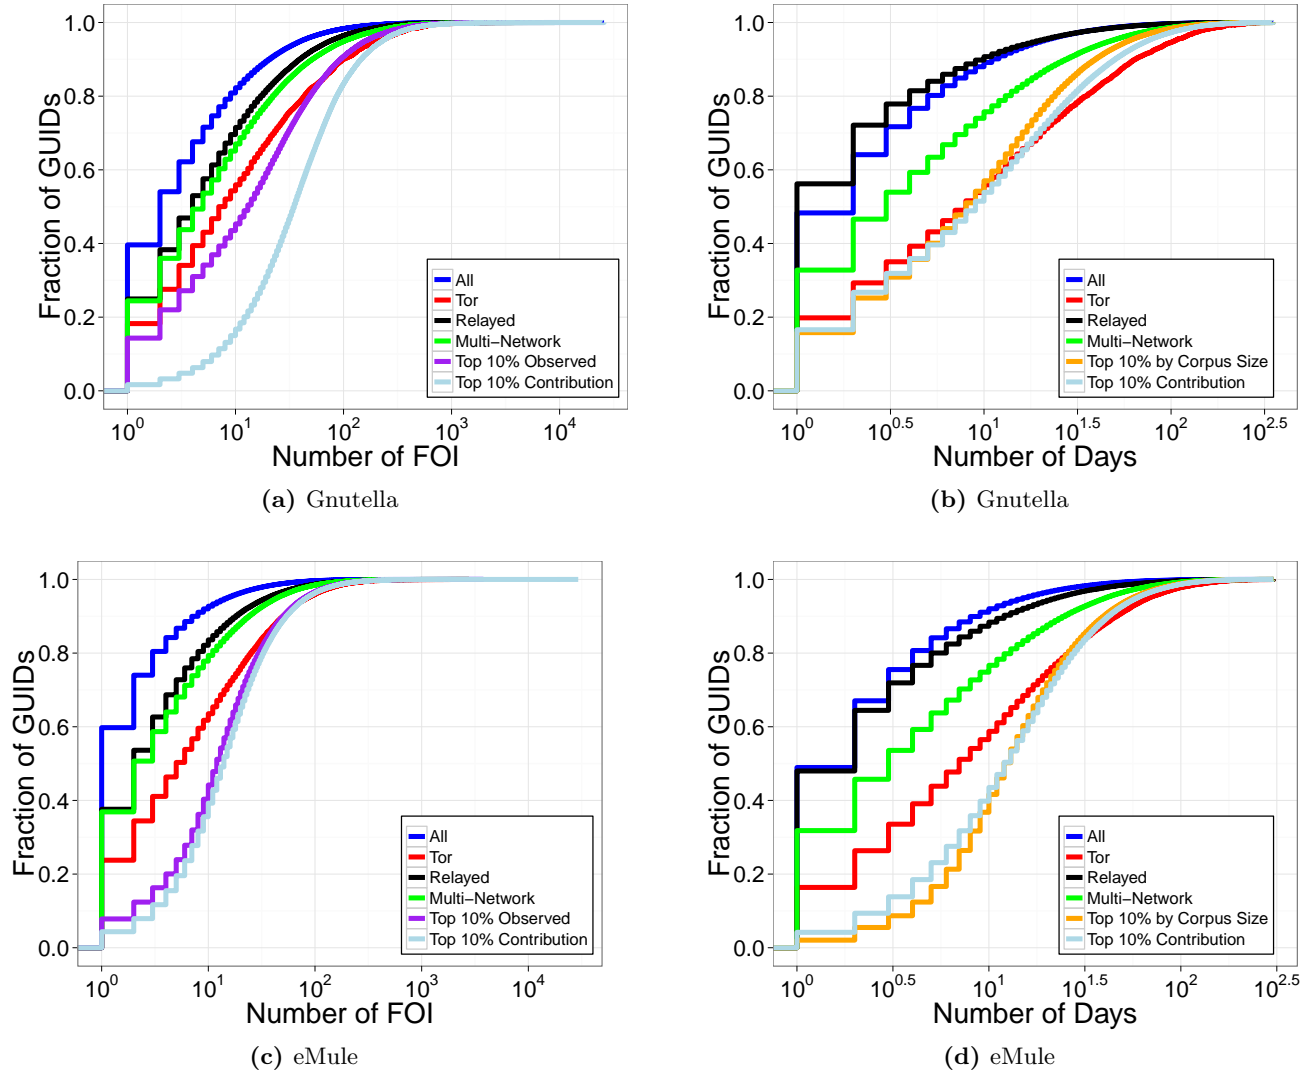 1.0
0.8
0.6
0.4
0.2
0.0
Fraction of GUIDs
All
Tor
Relayed
Multi−Network
Top 10% Observed
Top 10% Contribution
10^0 10^1 10^2 10^3 10^4
Number of FOI
(a) Gnutella
1.0
0.8
0.6
0.4
0.2
0.0
Fraction of GUIDs
All
Tor
Relayed
Multi−Network
Top 10% by Corpus Size
Top 10% Contribution
10^0 10^0.5 10^1 10^1.5 10^2 10^2.5
Number of Days
(b) Gnutella
1.0
0.8
0.6
0.4
0.2
0.0
Fraction of GUIDs
All
Tor
Relayed
Multi−Network
Top 10% Observed
Top 10% Contribution
10^0 10^1 10^2 10^3 10^4
Number of FOI
(c) eMule
1.0
0.8
0.6
0.4
0.2
0.0
Fraction of GUIDs
All
Tor
Relayed
Multi−Network
Top 10% by Corpus Size
Top 10% Contribution
10^0 10^0.5 10^1 10^1.5 10^2 10^2.5
Number of Days
(d) eMule